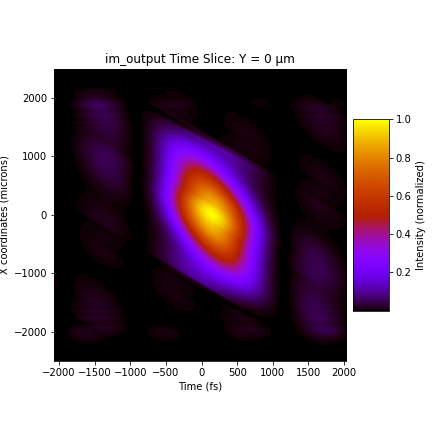 im_output Time Slice: Y = 0 μm
X coordinates (microns)
2000
1000
0
−1000
−2000
−2000 −1500 −1000 −500 0 500 1000 1500 2000
Time (fs)
1.0
0.8
0.6
0.4
0.2
Intensity (normalized)